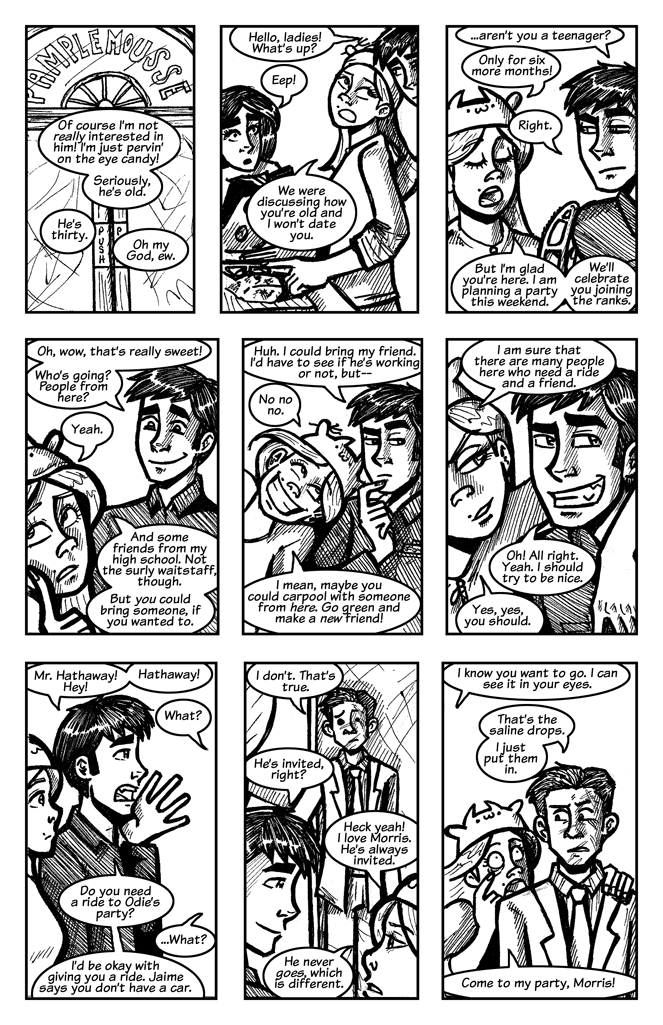 PAMPLEMOUSSE
Of course I'm not
really interested in
him! I'm just pervin'
on the eye candy!
Seriously,
he's old.
He's
thirty.
Oh my
God, ew.
PUSH
P
Hello, ladies!
What's up?
Eep!
We were
discussing how
you're old and
I won't date
you.
...aren't you a teenager?
Only for six
more months!
Right.
But I'm glad
you're here. I am
planning a party
this weekend.
We'll
celebrate
you joining
the ranks.
Oh, wow, that's really sweet!
Who's going?
People from
here?
Yeah.
And some
friends from my
high school. Not
the surly waitstaff,
though.
But you could
bring someone, if
you wanted to.
Huh. I could bring my friend.
I'd have to see if he's working
or not, but--
No no
no.
I mean, maybe you
could carpool with someone
from here. Go green and
make a new friend!
I am sure that
there are many people
here who need a ride
and a friend.
Oh! All right.
Yeah. I should
try to be nice.
Yes, yes,
you should.
Mr. Hathaway!
Hey!
Hathaway!
What?
Do you need
a ride to Odie's
party?
...What?
I'd be okay with
giving you a ride. Jaime
says you don't have a car.
I don't. That's
true.
He's invited,
right?
Heck yeah!
I love Morris.
He's always
invited.
He never
goes, which
is different.
I know you want to go. I can
see it in your eyes.
That's the
saline drops.
I just
put them
in.
Come to my party, Morris!